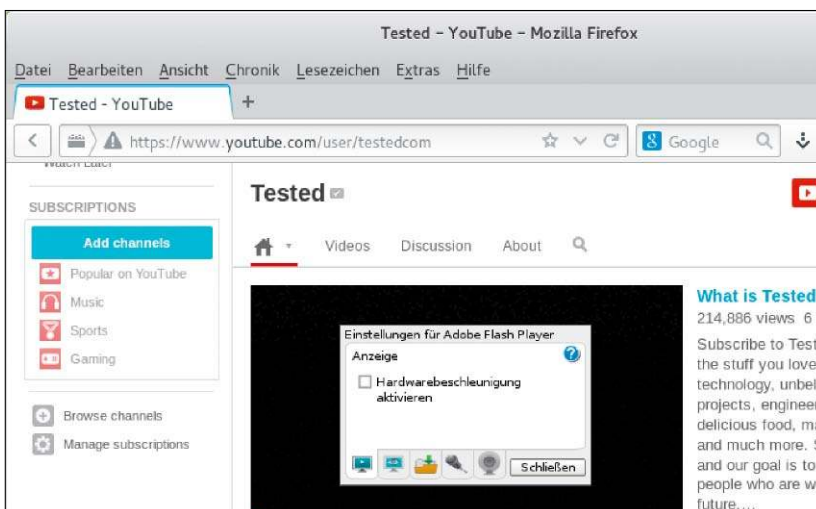 Tested – YouTube – Mozilla Firefox
Datei Bearbeiten Ansicht Chronik Lesezeichen Extras Hilfe
Tested - YouTube +
https://www.youtube.com/user/testedcom
Google
Watch Later
SUBSCRIPTIONS
Add channels
Popular on YouTube
Music
Sports
Gaming
Browse channels
Manage subscriptions
Tested
Videos Discussion About
Einstellungen für Adobe Flash Player
Anzeige
Hardwarebeschleunigung
aktivieren
Schließen
What is Tested
214,886 views 6
Subscribe to Test
the stuff you love
technology, unbel
projects, engineer
delicious food, ma
and much more. S
and our goal is to
people who are w
future....